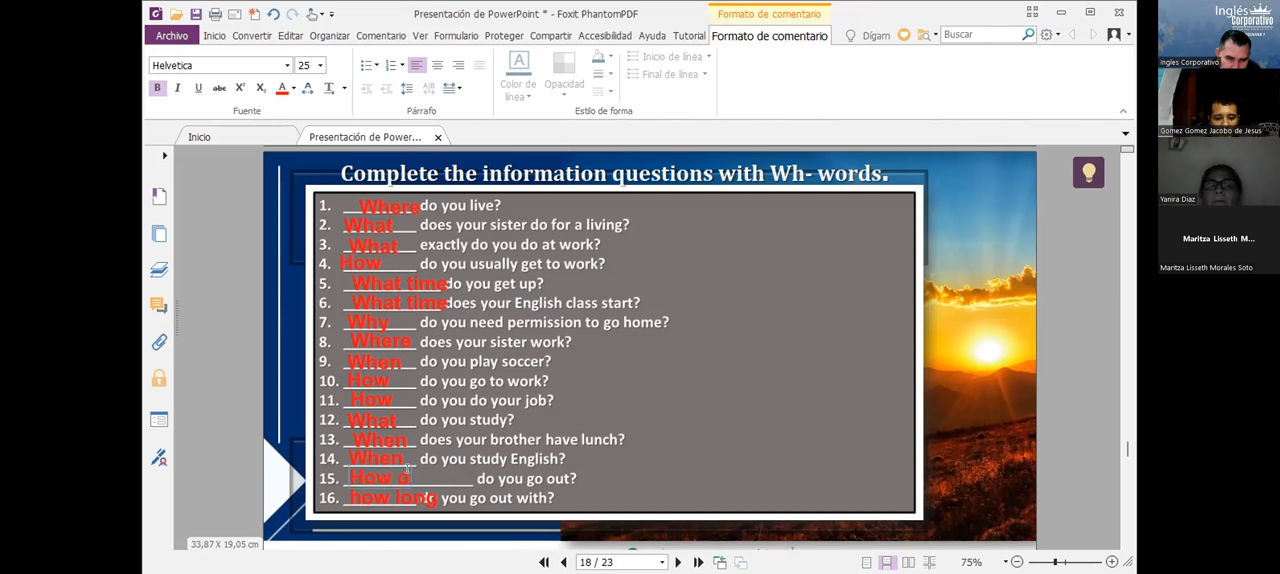 Presentación de PowerPoint * - Foxit PhantomPDF
Formato de comentario
Archivo Inicio Convertir Editar Organizar Comentario Ver Formulario Proteger Compartir Accesibilidad Ayuda Tutorial Formato de comentario Dígam Buscar
Helvetica 25
Color de línea Opacidad
Inicio de línea
Final de línea
Fuente Párrafo Estilo de forma
Inicio Presentación de Power...
Complete the information questions with Wh- words.
1. Where do you live?
2. What does your sister do for a living?
3. What exactly do you do at work?
4. How do you usually get to work?
5. What time do you get up?
6. What time does your English class start?
7. Why do you need permission to go home?
8. Where does your sister work?
9. When do you play soccer?
10. How do you go to work?
11. How do you do your job?
12. What do you study?
13. When does your brother have lunch?
14. When do you study English?
15. How o do you go out?
16. how long do you go out with?
33,87 x 19,05 cm
18 / 23
75%
Inglés Corporativo
Ingles Corporativo
Gomez Gomez Jacobo de Jesus
Yanira Diaz
Maritza Lisseth M...
Maritza Lisseth Morales Soto